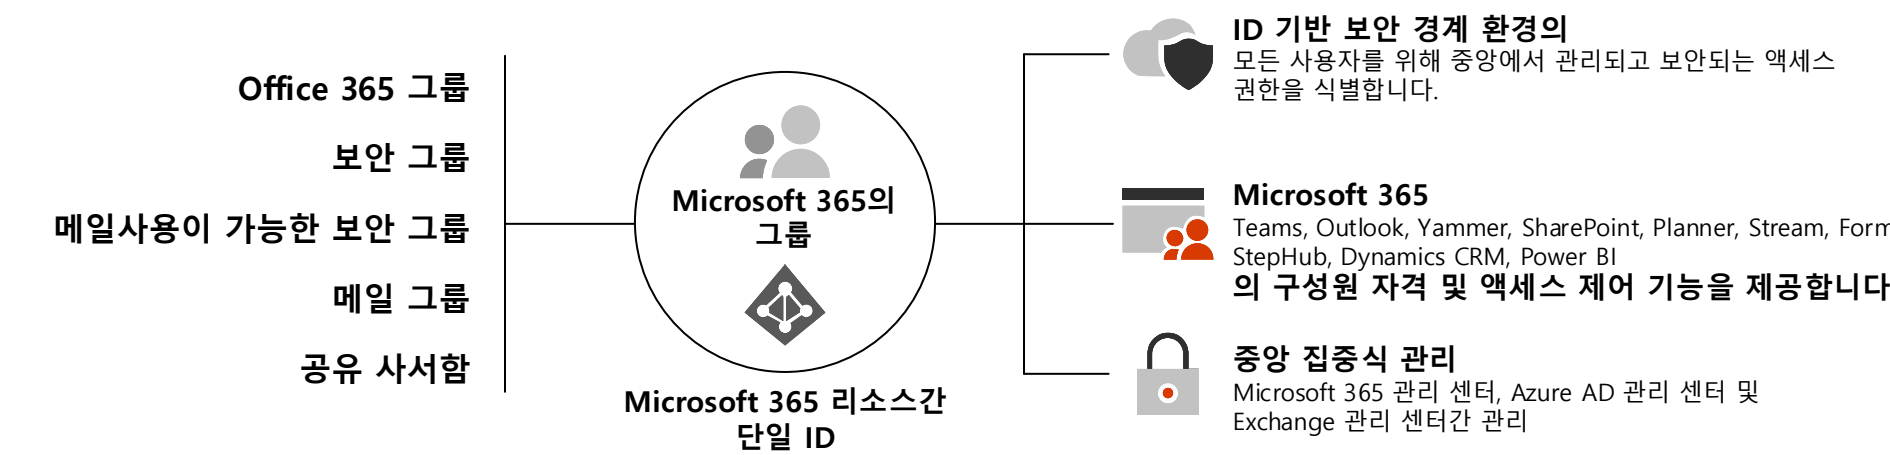 Office 365 그룹
보안 그룹
메일사용이 가능한 보안 그룹
메일 그룹
공유 사서함
Microsoft 365의
그룹
Microsoft 365 리소스간
단일 ID
ID 기반 보안 경계 환경의
모든 사용자를 위해 중앙에서 관리되고 보안되는 액세스
권한을 식별합니다.
Microsoft 365
Teams, Outlook, Yammer, SharePoint, Planner, Stream, Form
StepHub, Dynamics CRM, Power BI
의 구성원 자격 및 액세스 제어 기능을 제공합니다
중앙 집중식 관리
Microsoft 365 관리 센터, Azure AD 관리 센터 및
Exchange 관리 센터간 관리